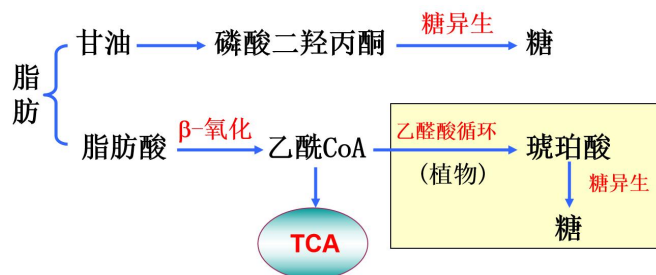 脂肪
甘油
磷酸二羟丙酮
糖异生
糖
脂肪酸
β-氧化
乙酰CoA
乙醛酸循环
(植物)
琥珀酸
糖异生
糖
TCA